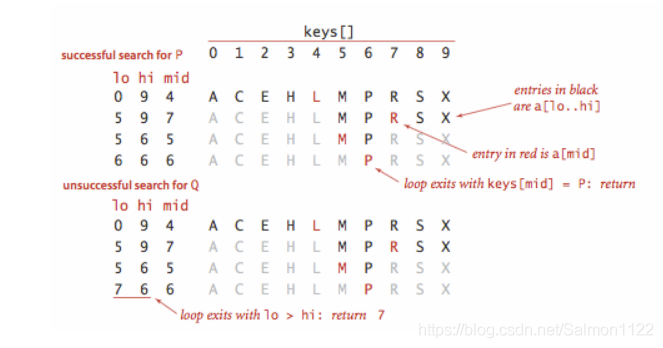 keys[]
successful search for P 0 1 2 3 4 5 6 7 8 9
lo hi mid
0 9 4 A C E H L M P R S X
5 9 7 A C E H L M P R S X
5 6 5 A C E H L M P R S X
6 6 6 A C E H L M P R S X
entries in black
are a[lo..hi]
entry in red is a[mid]
loop exits with keys[mid] = P: return
unsuccessful search for Q
lo hi mid
0 9 4 A C E H L M P R S X
5 9 7 A C E H L M P R S X
5 6 5 A C E H L M P R S X
7 6 6 A C E H L M P R S X
loop exits with lo > hi: return 7
https://blog.csdn.net/Salmon1122